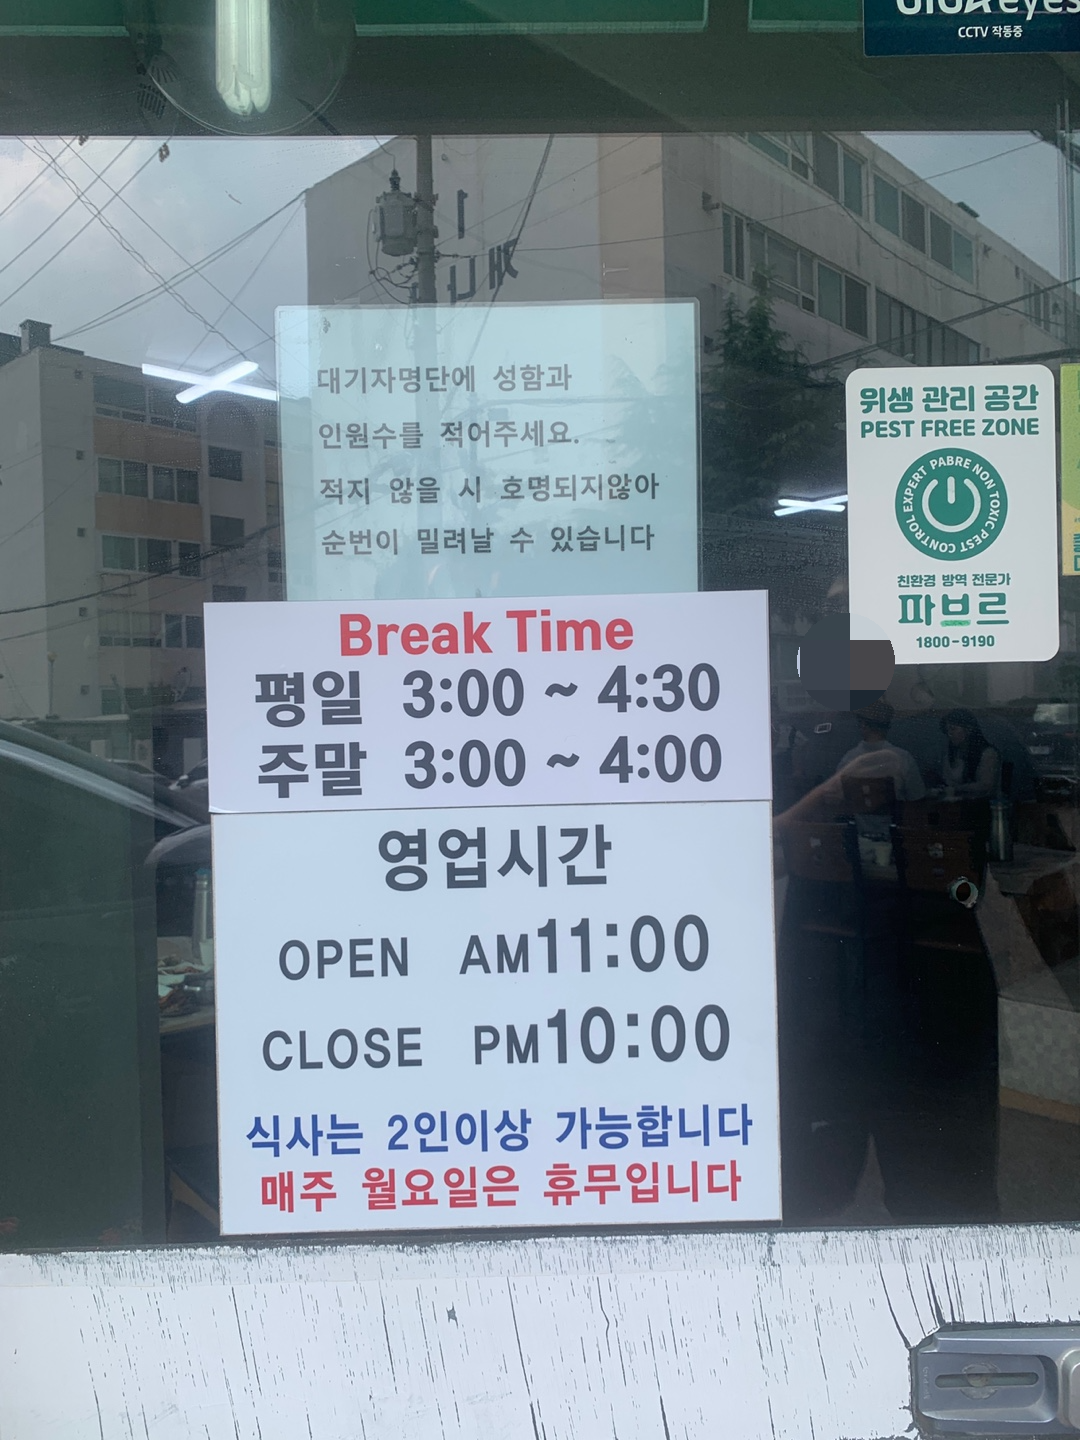 CCTV 작동중
대기자명단에 성함과
인원수를 적어주세요.
적지 않을 시 호명되지않아
순번이 밀려날 수 있습니다
위생 관리 공간
PEST FREE ZONE
PABRE NON TOXIC PEST CONTROL EXPERT
친환경 방역 전문가
파브르
1800-9190
Break Time
평일 3:00 ~ 4:30
주말 3:00 ~ 4:00
영업시간
OPEN AM11:00
CLOSE PM10:00
식사는 2인이상 가능합니다
매주 월요일은 휴무입니다